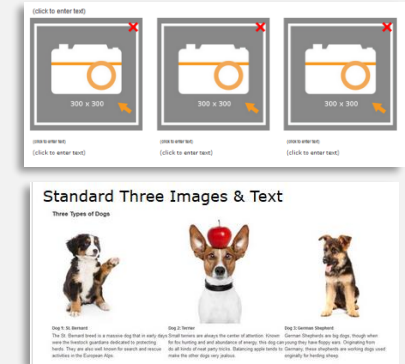 (click to enter text)
300 x 300
300 x 300
300 x 300
(click to enter text)
(click to enter text)
(click to enter text)
(click to enter text)
(click to enter text)
(click to enter text)
Standard Three Images & Text
Three Types of Dogs
Dog 1: St. Bernard
The St. Bernard breed is a massive dog that in early days
were the livestock guardians dedicated to protecting
herds. They are also well known for search and rescue
activities in the European Alps
Dog 2: Terrier
Small terriers are always the center of attention. Known
for fox hunting and and abundance of energy, this dog can
do all kinds of neat party tricks. Balancing apple tends to
make the other dogs very jealous.
Dog 3: German Shepherd
German Shepherds are big dogs, though when
young they have floppy ears. Originating from
Germany, these shepherds are working dogs used
originally for herding sheep